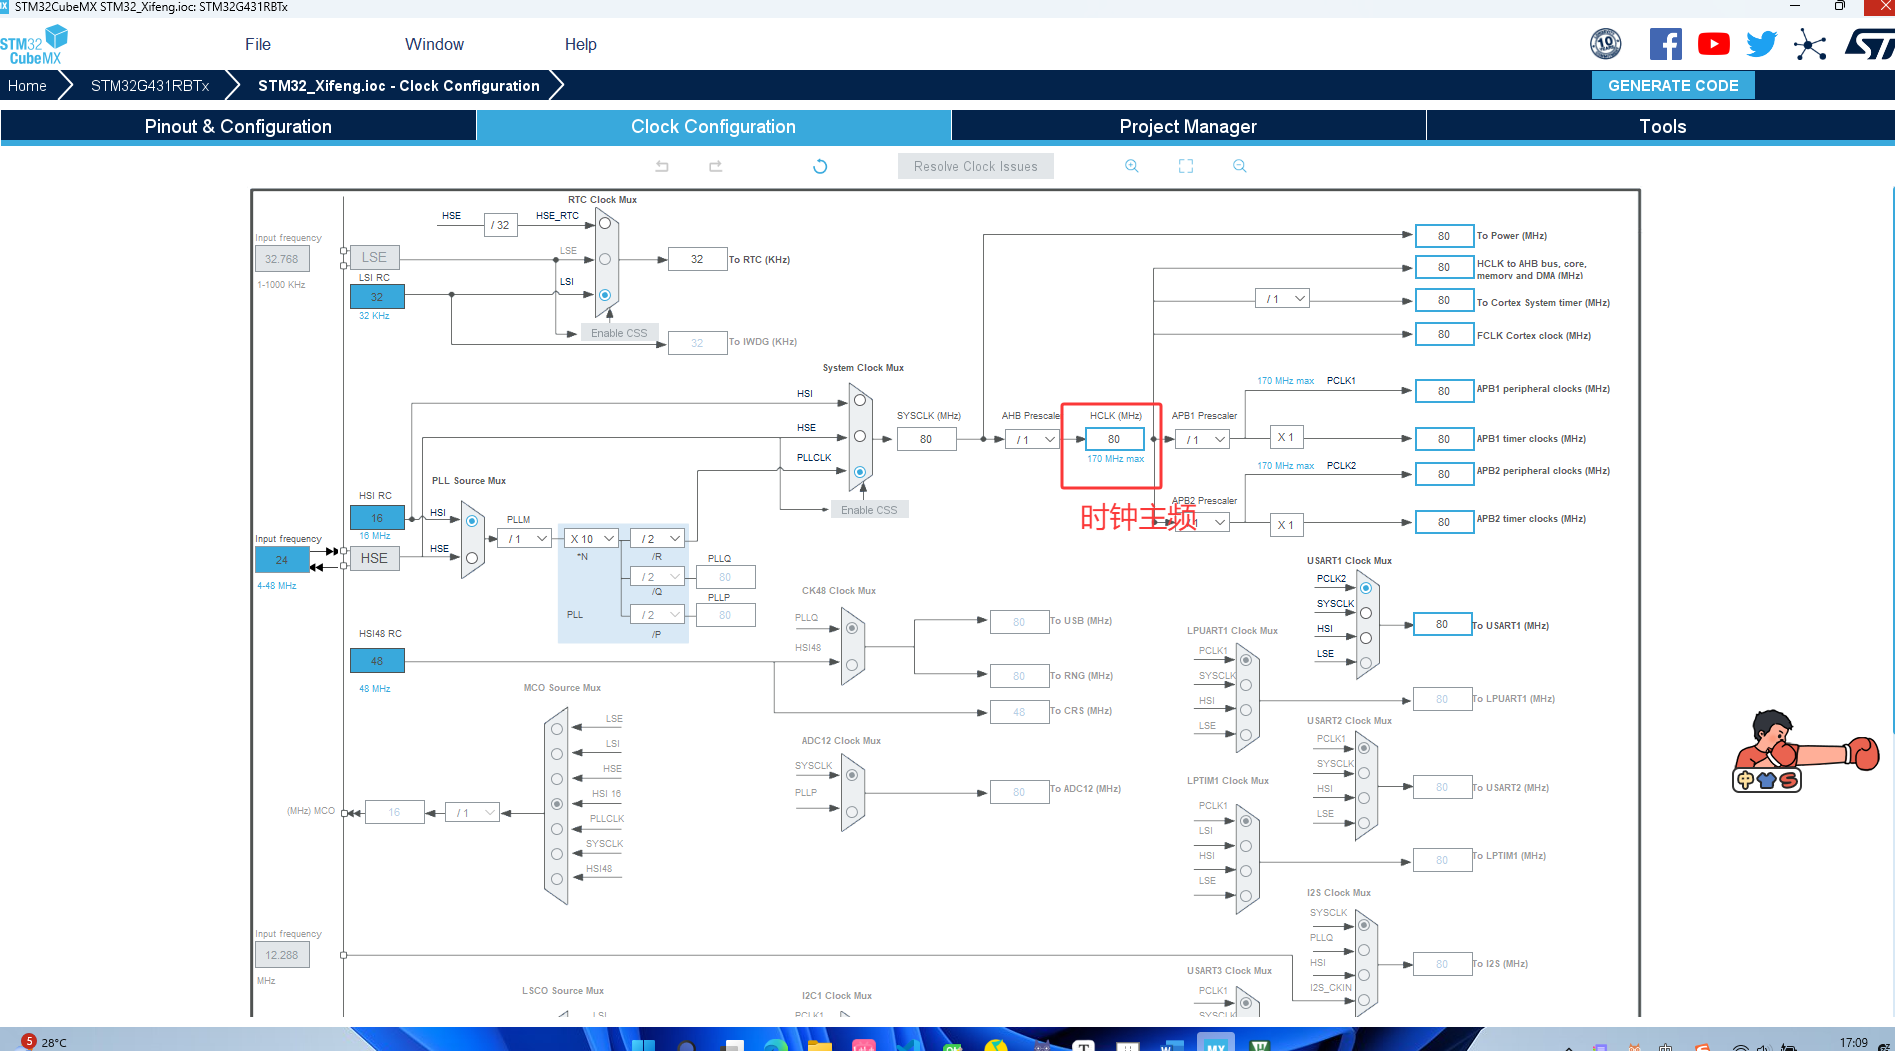 STM32CubeMX STM32_Xifeng.ioc: STM32G431RBTx
STM32
CubeMX
File
Window
Help
10
Home
STM32G431RBTx
STM32_Xifeng.ioc - Clock Configuration
GENERATE CODE
Pinout & Configuration
Clock Configuration
Project Manager
Tools
Resolve Clock Issues
RTC Clock Mux
HSE
/ 32
HSE_RTC
Input frequency
32.768
1-1000 KHz
LSE
LSE
32
To RTC (KHz)
LSI RC
32
32 KHz
LSI
Enable CSS
32
To IWDG (KHz)
80
To Power (MHz)
80
HCLK to AHB bus, core,
memory and DMA (MHz)
/ 1
80
To Cortex System timer (MHz)
80
FCLK Cortex clock (MHz)
System Clock Mux
HSI
HSE
PLLCLK
Enable CSS
SYSCLK (MHz)
80
AHB Prescaler
/ 1
HCLK (MHz)
80
170 MHz max
时钟主频
APB1 Prescaler
/ 1
170 MHz max
PCLK1
80
APB1 peripheral clocks (MHz)
X 1
80
APB1 timer clocks (MHz)
170 MHz max
PCLK2
80
APB2 peripheral clocks (MHz)
APB2 Prescaler
X 1
80
APB2 timer clocks (MHz)
PLL Source Mux
HSI RC
16
16 MHz
HSI
Input frequency
24
4-48 MHz
HSE
HSE
PLLM
/ 1
X 10
*N
/ 2
/R
/ 2
/Q
/ 2
/P
PLL
PLLQ
80
PLLP
80
HSI48 RC
48
48 MHz
CK48 Clock Mux
PLLQ
HSI48
80
To USB (MHz)
80
To RNG (MHz)
48
To CRS (MHz)
USART1 Clock Mux
PCLK2
SYSCLK
HSI
LSE
80
To USART1 (MHz)
LPUART1 Clock Mux
PCLK1
SYSCLK
HSI
LSE
80
To LPUART1 (MHz)
MCO Source Mux
LSE
LSI
HSE
HSI 16
PLLCLK
SYSCLK
HSI48
(MHz) MCO
16
/ 1
ADC12 Clock Mux
SYSCLK
PLLP
80
To ADC12 (MHz)
USART2 Clock Mux
PCLK1
SYSCLK
HSI
LSE
80
To USART2 (MHz)
LPTIM1 Clock Mux
PCLK1
LSI
HSI
LSE
80
To LPTIM1 (MHz)
I2S Clock Mux
SYSCLK
PLLQ
HSI
I2S_CKIN
80
To I2S (MHz)
Input frequency
12.288
MHz
USART3 Clock Mux
PCLK1
SYSCLK
LSCO Source Mux
LSI
I2C1 Clock Mux
PCLK1
中
S
5
28°C
17:09